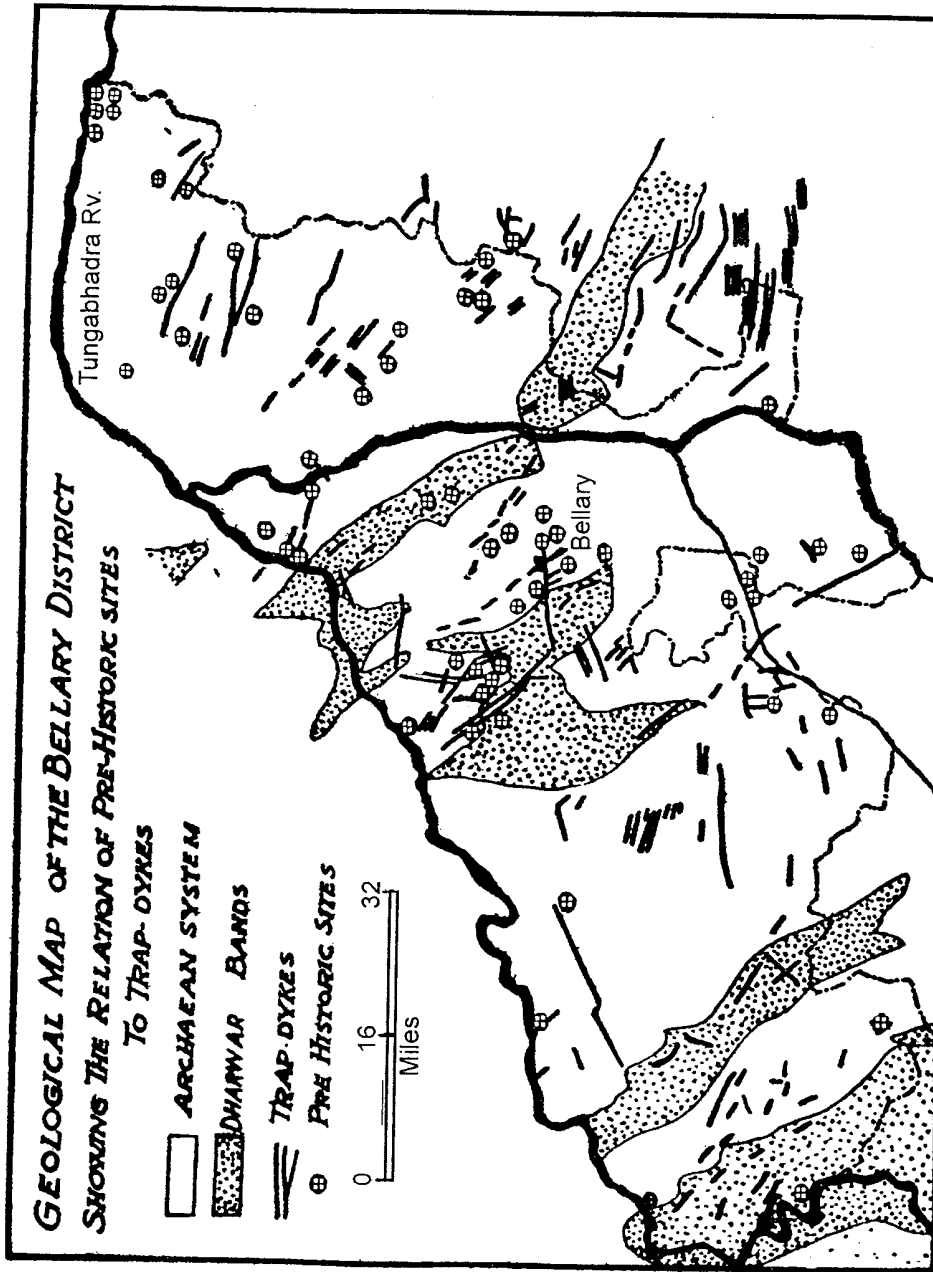 GEOLOGICAL MAP OF THE BELLARY DISTRICT
SHOWING THE RELATION OF PRE-HISTORIC SITES
TO TRAP-DYKES
ARCHAEAN SYSTEM
DHARWAR BANDS
TRAP-DYKES
PRE HISTORIC SITES
0 16 32
Miles
Tungabhadra Rv.
Bellary